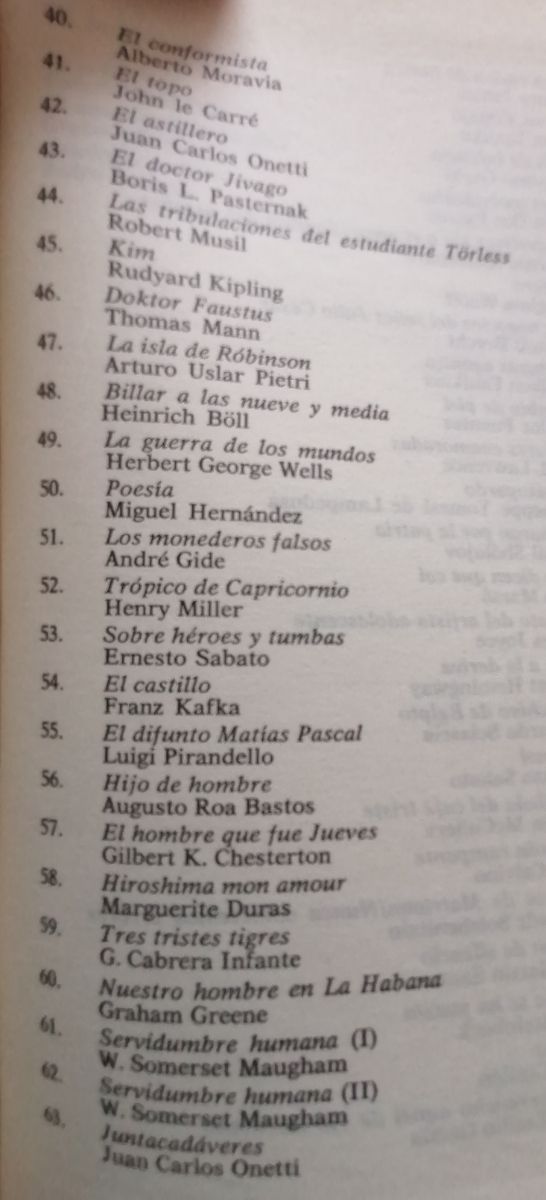 40.
El conformista
Alberto Moravia
41.
El topo
John le Carré
42.
El astillero
Juan Carlos Onetti
43.
El doctor Jivago
Boris L. Pasternak
44.
Las tribulaciones del estudiante Törless
Robert Musil
45.
Kim
Rudyard Kipling
46.
Doktor Faustus
Thomas Mann
47.
La isla de Róbinson
Arturo Uslar Pietri
48.
Billar a las nueve y media
Heinrich Böll
49.
La guerra de los mundos
Herbert George Wells
50.
Poesía
Miguel Hernández
51.
Los monederos falsos
André Gide
52.
Trópico de Capricornio
Henry Miller
53.
Sobre héroes y tumbas
Ernesto Sabato
54.
El castillo
Franz Kafka
55.
El difunto Matías Pascal
Luigi Pirandello
56.
Hijo de hombre
Augusto Roa Bastos
57.
El hombre que fue Jueves
Gilbert K. Chesterton
58.
Hiroshima mon amour
Marguerite Duras
59.
Tres tristes tigres
G. Cabrera Infante
60.
Nuestro hombre en La Habana
Graham Greene
61.
Servidumbre humana (I)
W. Somerset Maugham
62.
Servidumbre humana (II)
W. Somerset Maugham
63.
Juntacadáveres
Juan Carlos Onetti